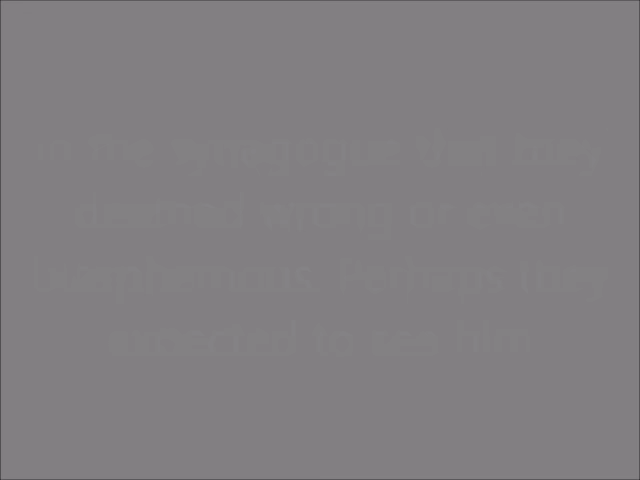 in the synagogue that they
deemed wrong or even
blasphemous. Perhaps they
expected to see him